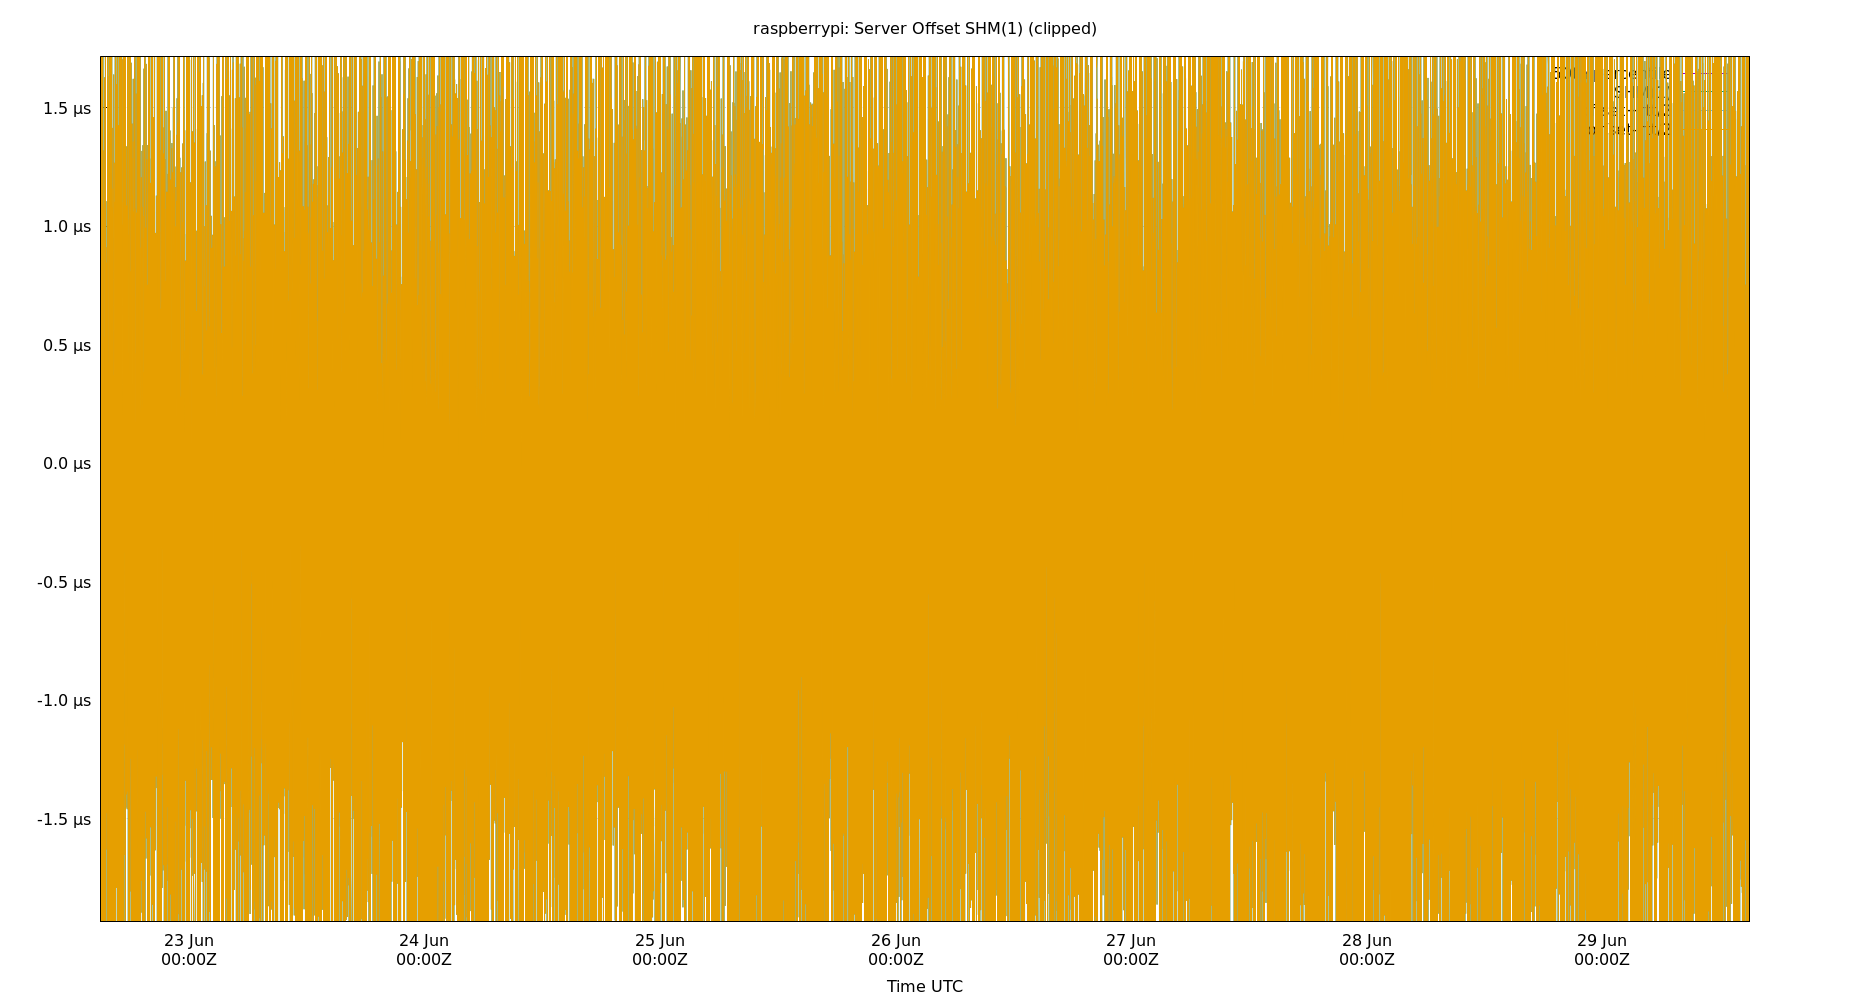 raspberrypi: Server Offset SHM(1) (clipped)
1.5 µs
1.0 µs
0.5 µs
0.0 µs
-0.5 µs
-1.0 µs
-1.5 µs
23 Jun 24 Jun 25 Jun 26 Jun 27 Jun 28 Jun 29 Jun
00:00Z 00:00Z 00:00Z 00:00Z 00:00Z 00:00Z 00:00Z
Time UTC